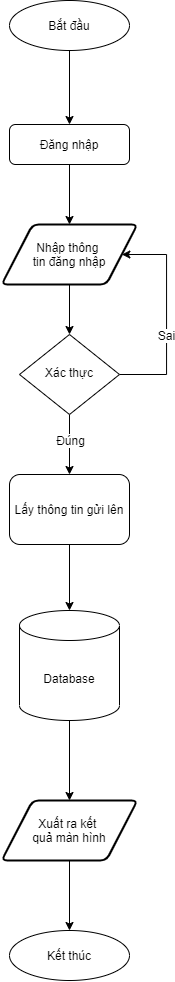 Bắt đầu
Đăng nhập
Nhập thông
tin đăng nhập
Sai
Xác thực
Đúng
Lấy thông tin gửi lên
Database
Xuất ra kết
quả màn hình
Kết thúc